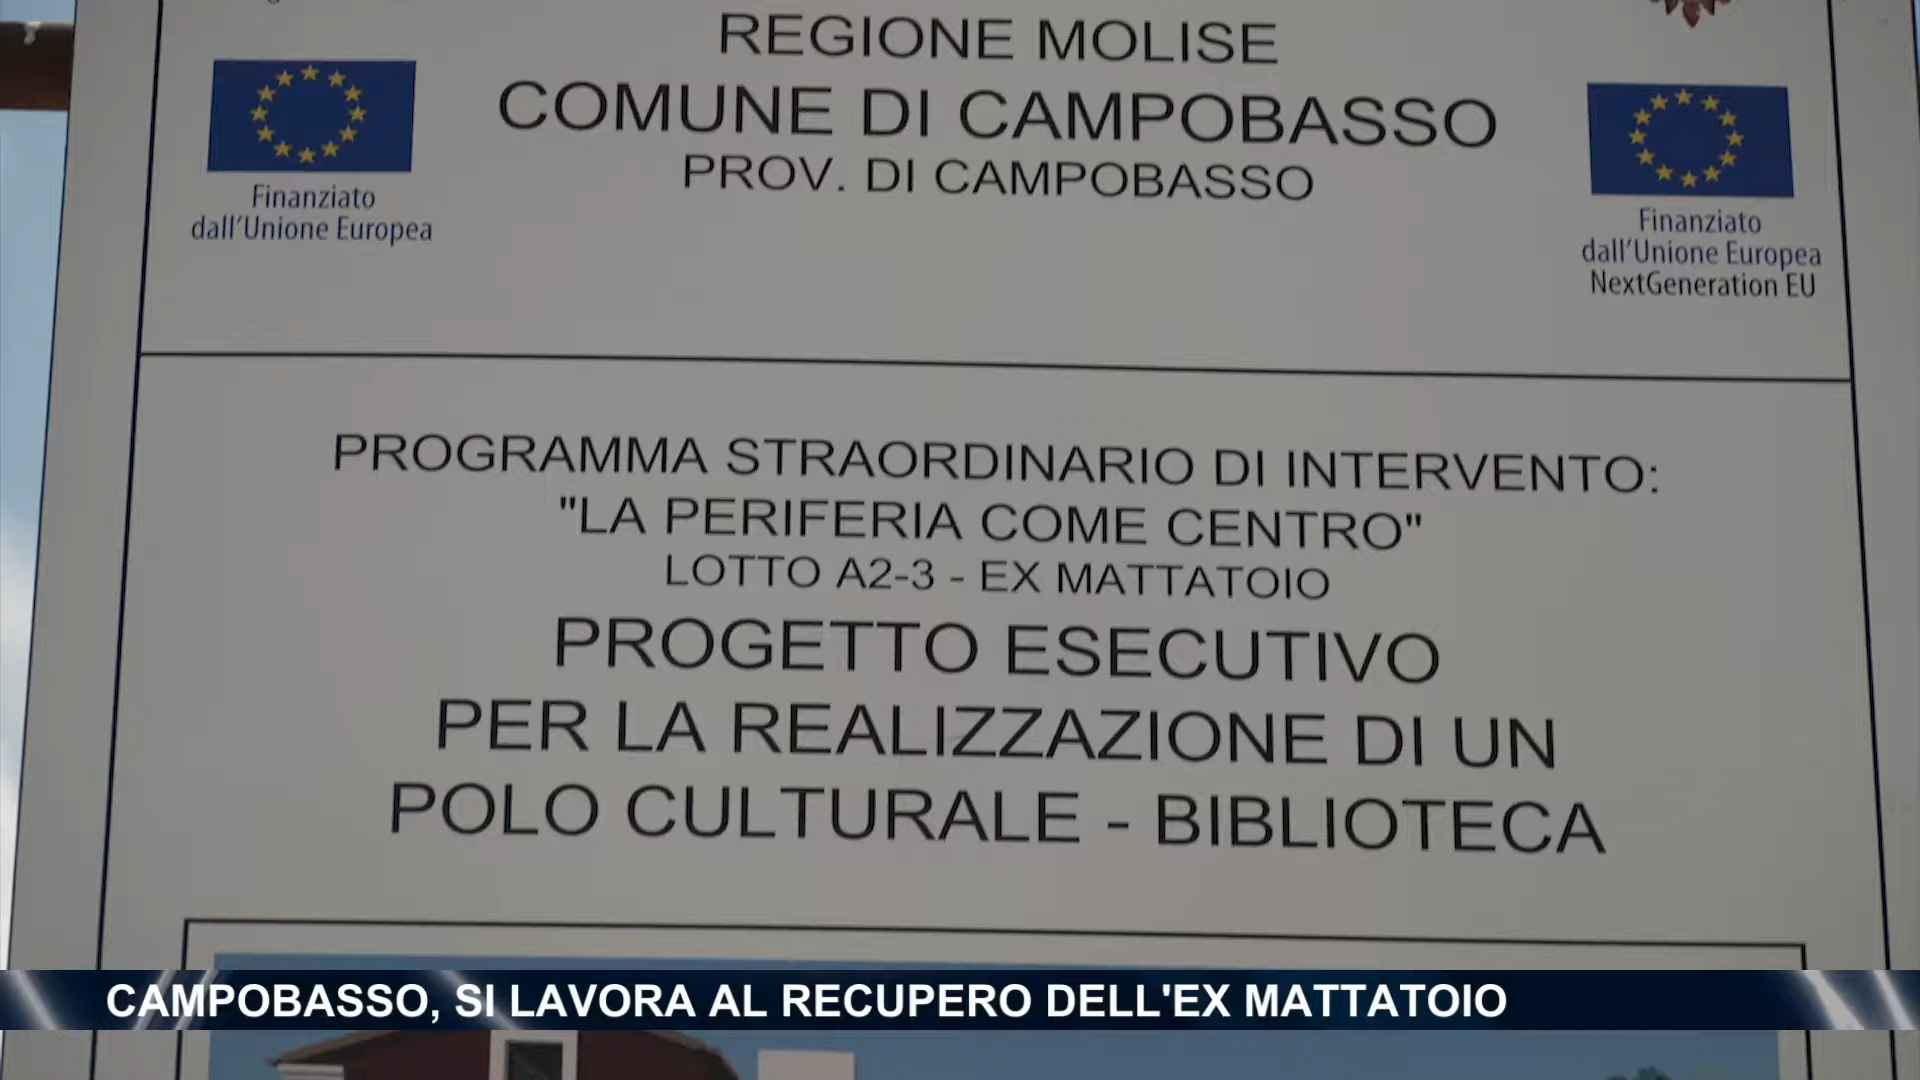 REGIONE MOLISE
COMUNE DI CAMPOBASSO
PROV. DI CAMPOBASSO
Finanziato
dall'Unione Europea
Finanziato
dall'Unione Europea
NextGeneration EU
PROGRAMMA STRAORDINARIO DI INTERVENTO:
"LA PERIFERIA COME CENTRO"
LOTTO A2-3 - EX MATTATOIO
PROGETTO ESECUTIVO
PER LA REALIZZAZIONE DI UN
POLO CULTURALE - BIBLIOTECA
CAMPOBASSO, SI LAVORA AL RECUPERO DELL'EX MATTATOIO